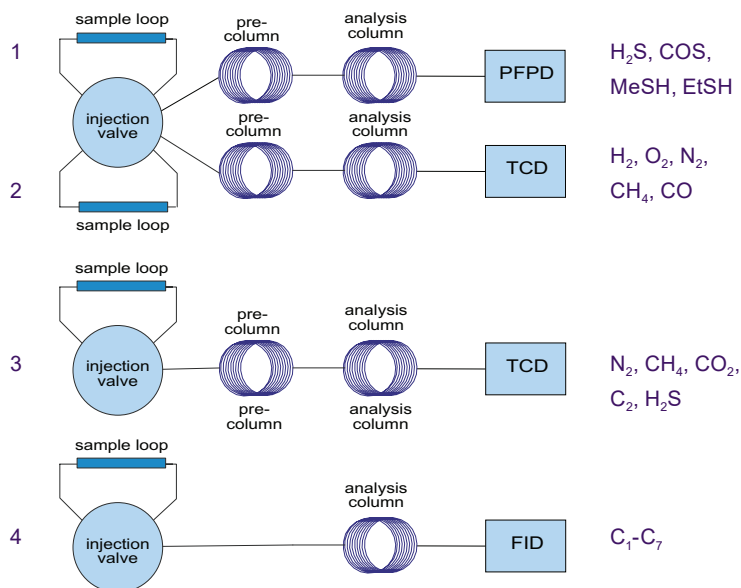 sample loop
1
injection
valve
pre-
column
analysis
column
PFPD
H₂S, COS,
MeSH, EtSH
2
sample loop
pre-
column
analysis
column
TCD
H₂, O₂, N₂,
CH₄, CO
sample loop
3
injection
valve
pre-
column
pre-
column
analysis
column
analysis
column
TCD
N₂, CH₄, CO₂,
C₂, H₂S
sample loop
4
injection
valve
analysis
column
FID
C₁-C₇